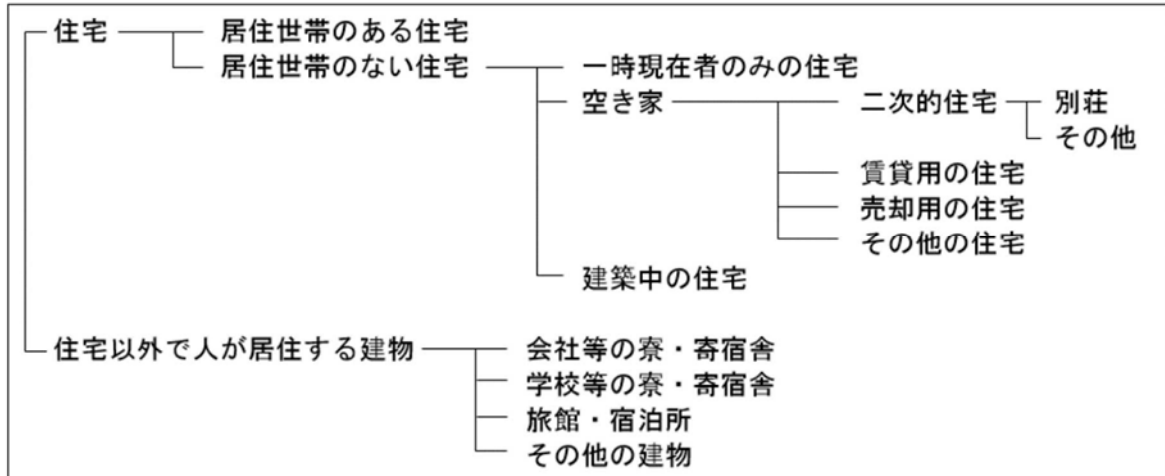 住宅 居住世帯のある住宅
居住世帯のない住宅 一時現在者のみの住宅
空き家 二次的住宅 別荘
その他
賃貸用の住宅
売却用の住宅
その他の住宅
建築中の住宅
住宅以外で人が居住する建物 会社等の寮・寄宿舎
学校等の寮・寄宿舎
旅館・宿泊所
その他の建物